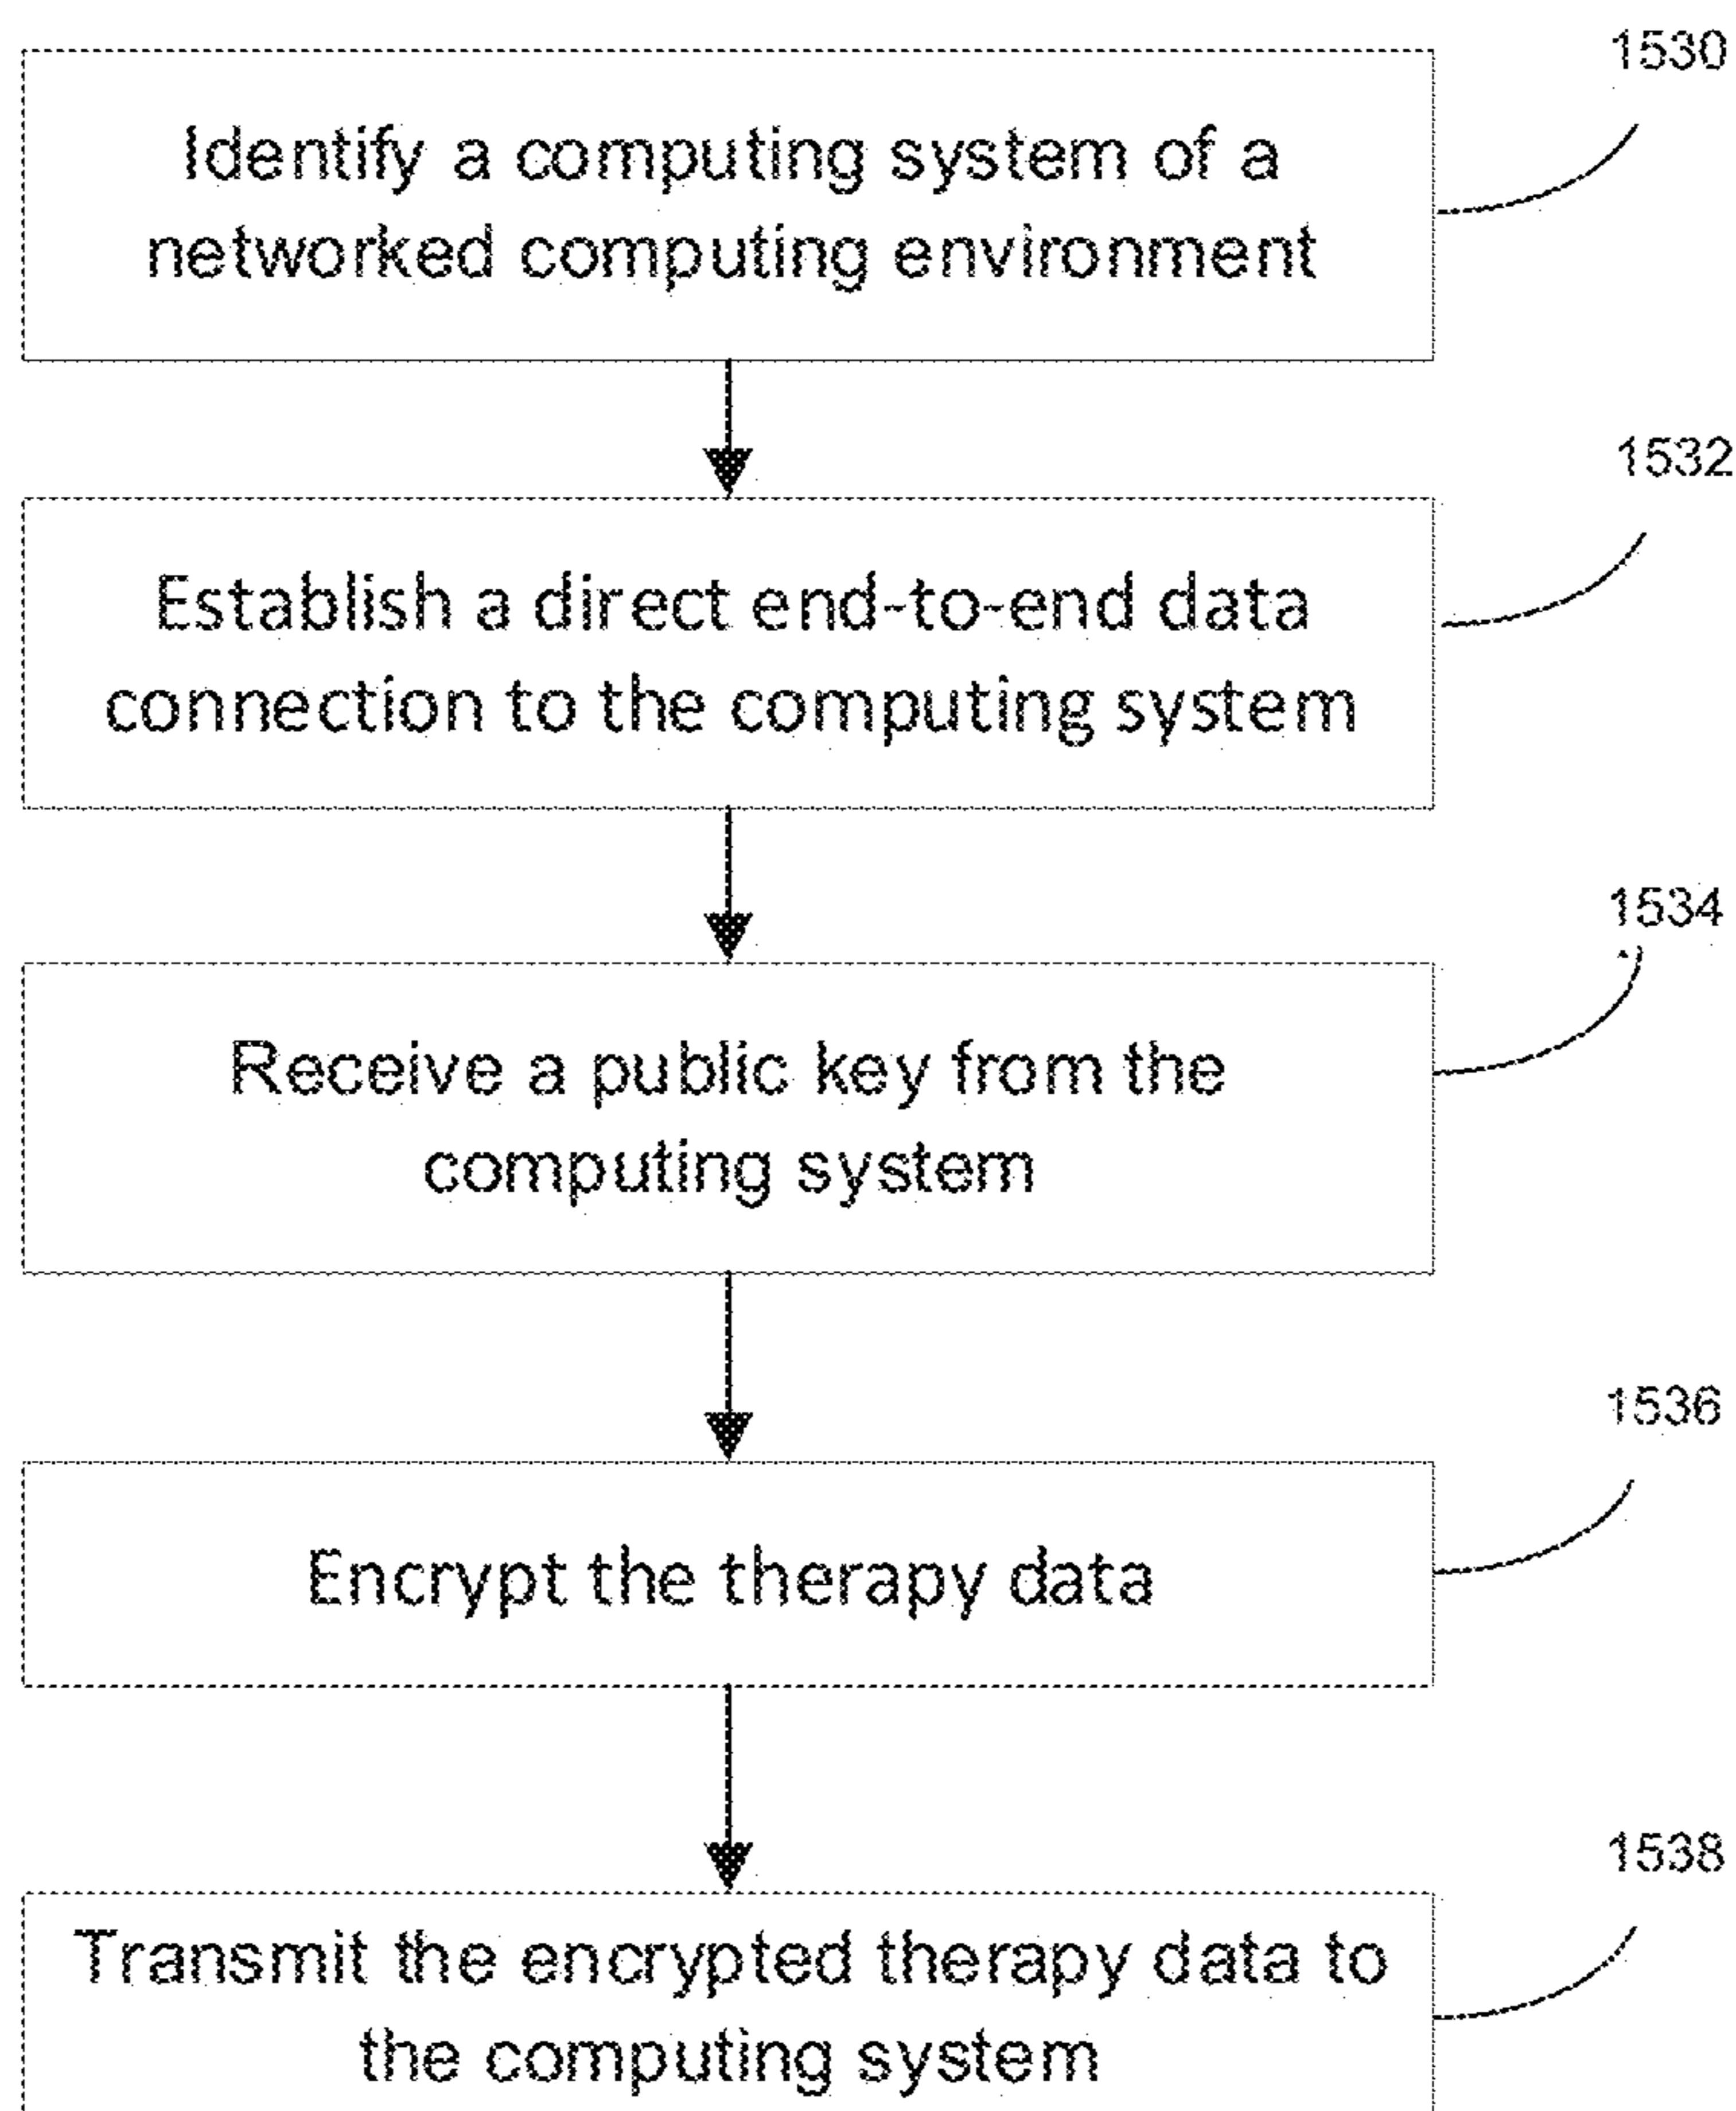 1530
Identify a computing system of a
networked computing environment
1532
Establish a direct end-to-end data
connection to the computing system
1534
Receive a public key from the
computing system
1536
Encrypt the therapy data
1538
Transmit the encrypted therapy data to
the computing system